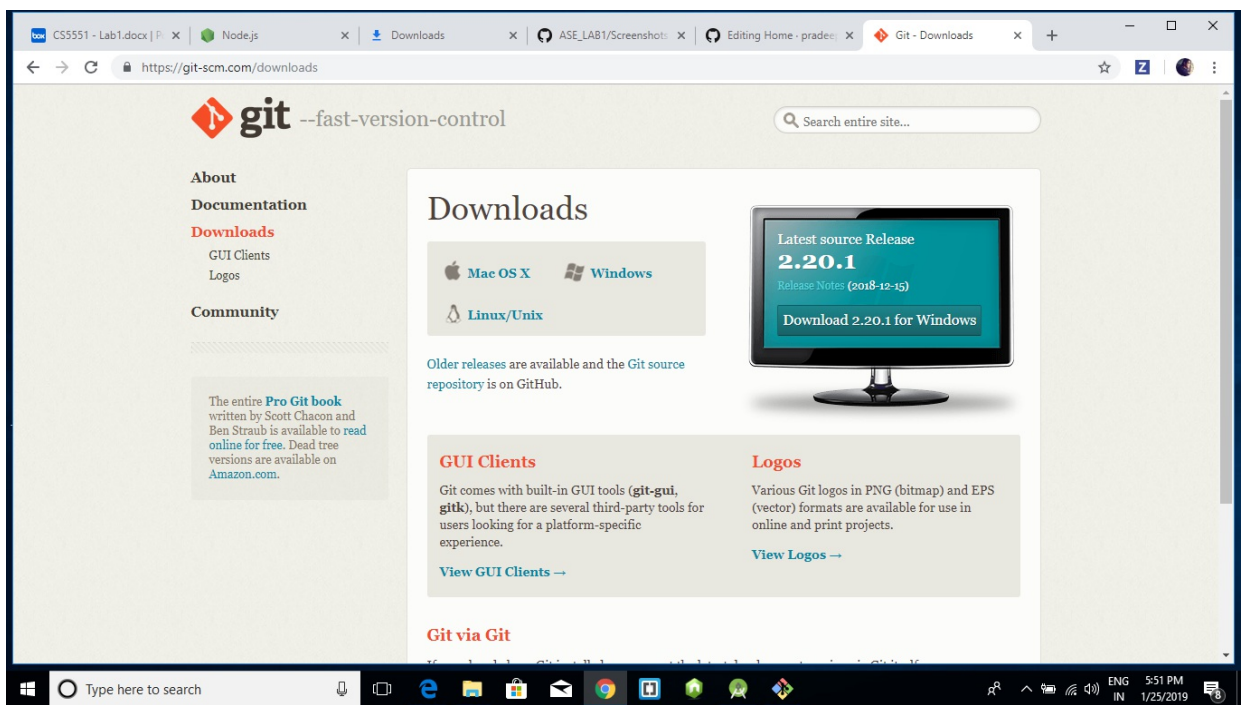 CS5551 - Lab1.docx | P
Node.js
Downloads
ASE_LAB1/Screenshots
Editing Home · pradee
Git - Downloads
https://git-scm.com/downloads
git --fast-version-control
Search entire site...
About
Documentation
Downloads
GUI Clients
Logos
Community
The entire Pro Git book
written by Scott Chacon and
Ben Straub is available to read
online for free. Dead tree
versions are available on
Amazon.com.
Downloads
Mac OS X
Windows
Linux/Unix
Older releases are available and the Git source
repository is on GitHub.
Latest source Release
2.20.1
Release Notes (2018-12-15)
Download 2.20.1 for Windows
GUI Clients
Git comes with built-in GUI tools (git-gui,
gitk), but there are several third-party tools for
users looking for a platform-specific
experience.
View GUI Clients →
Logos
Various Git logos in PNG (bitmap) and EPS
(vector) formats are available for use in
online and print projects.
View Logos →
Git via Git
Type here to search
ENG
IN
5:51 PM
1/25/2019
8